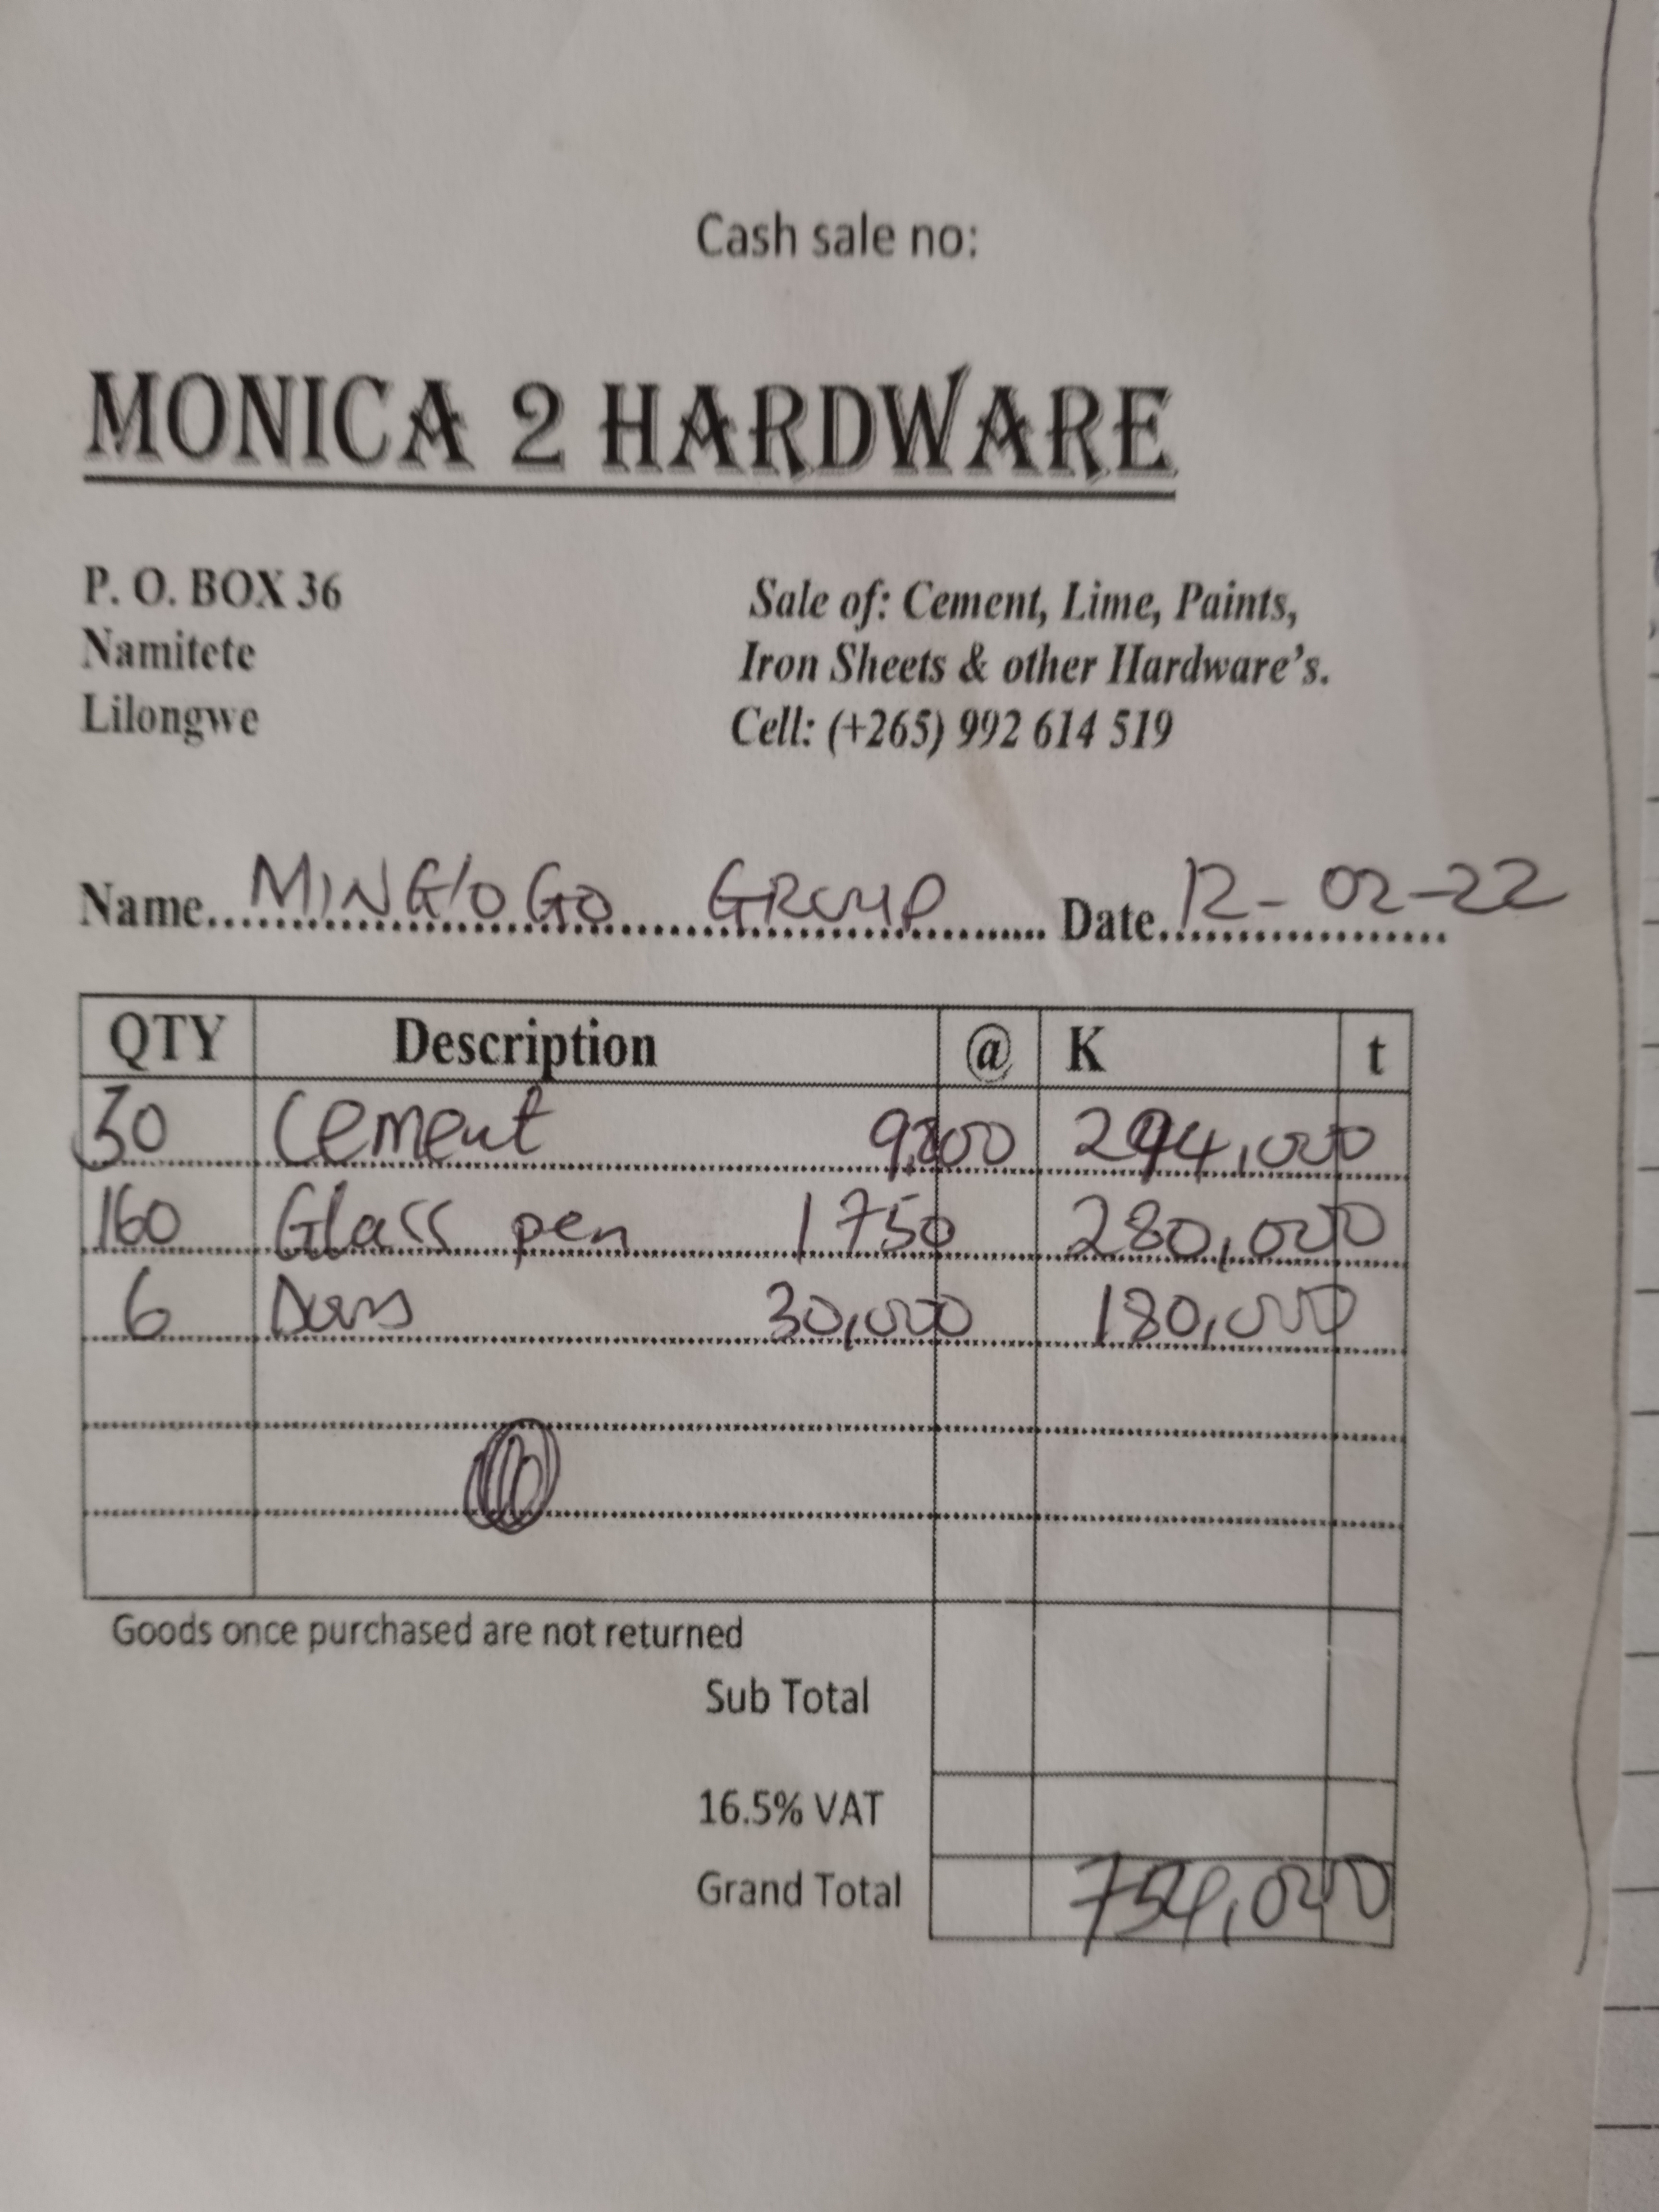 Cash sale no:
MONICA 2 HARDWARE
P. O. BOX 36
Namitete
Lilongwe
Sale of: Cement, Lime, Paints,
Iron Sheets & other Hardware's.
Cell: (+265) 992 614 519
Name MINGOGO GROUP Date 12-02-22
QTY Description @ K t
30 Cement 9,800 294,000
160 Glass pen 1750 280,000
6 30,000 180,000
Goods once purchased are not returned
Sub Total
16.5% VAT
Grand Total 754,000